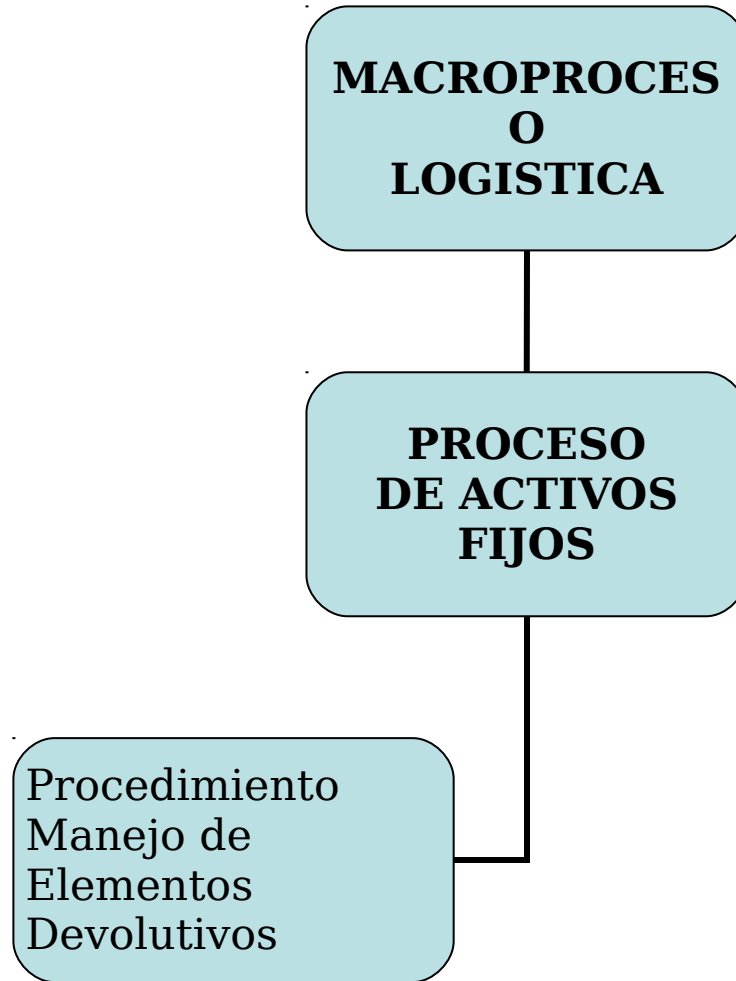 MACROPROCES
O
LOGISTICA
PROCESO
DE ACTIVOS
FIJOS
Procedimiento
Manejo de
Elementos
Devolutivos